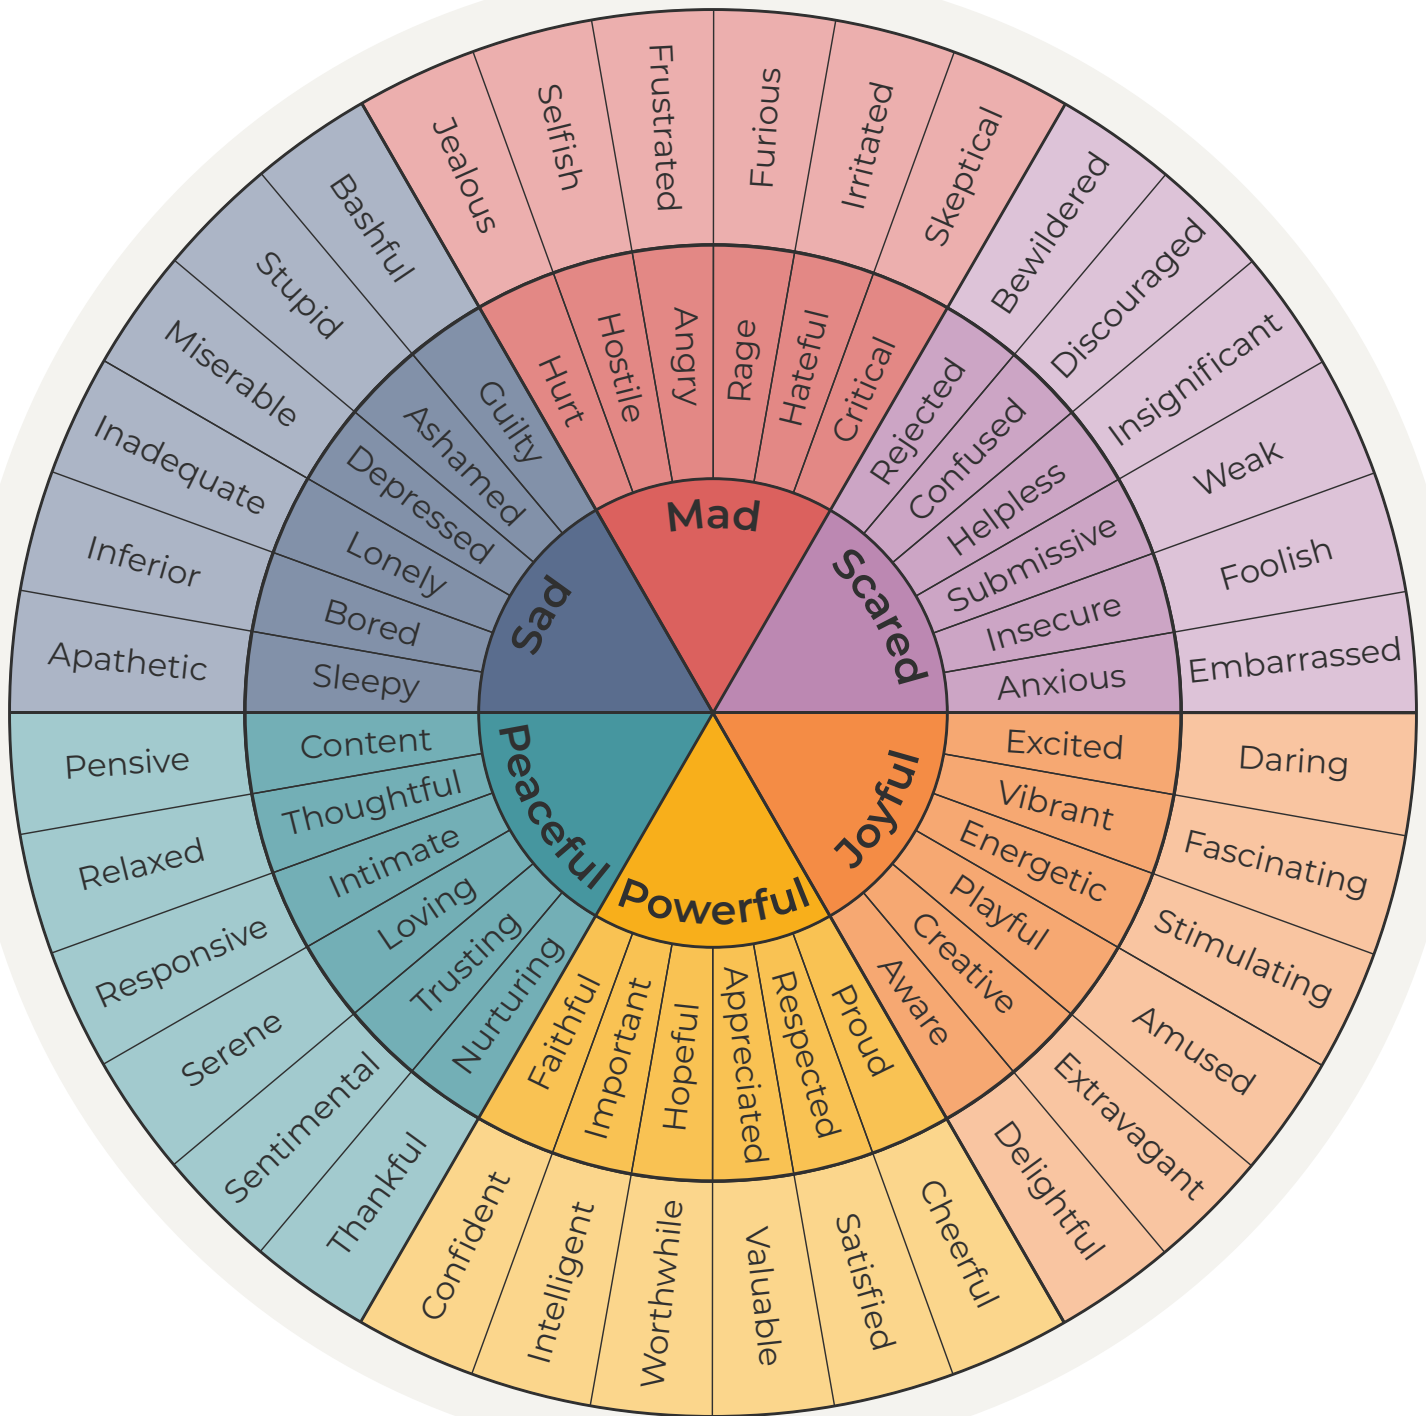 Mad
Scared
Joyful
Powerful
Peaceful
Sad
Hurt
Hostile
Angry
Rage
Hateful
Critical
Rejected
Confused
Helpless
Submissive
Insecure
Anxious
Excited
Vibrant
Energetic
Playful
Creative
Aware
Proud
Respected
Appreciated
Hopeful
Important
Faithful
Nurturing
Trusting
Loving
Intimate
Thoughtful
Content
Sleepy
Bored
Lonely
Depressed
Ashamed
Guilty
Jealous
Selfish
Frustrated
Furious
Irritated
Skeptical
Bewildered
Discouraged
Insignificant
Weak
Foolish
Embarrassed
Daring
Fascinating
Stimulating
Amused
Extravagant
Delightful
Cheerful
Satisfied
Valuable
Worthwhile
Intelligent
Confident
Thankful
Sentimental
Serene
Responsive
Relaxed
Pensive
Apathetic
Inferior
Inadequate
Miserable
Stupid
Bashful